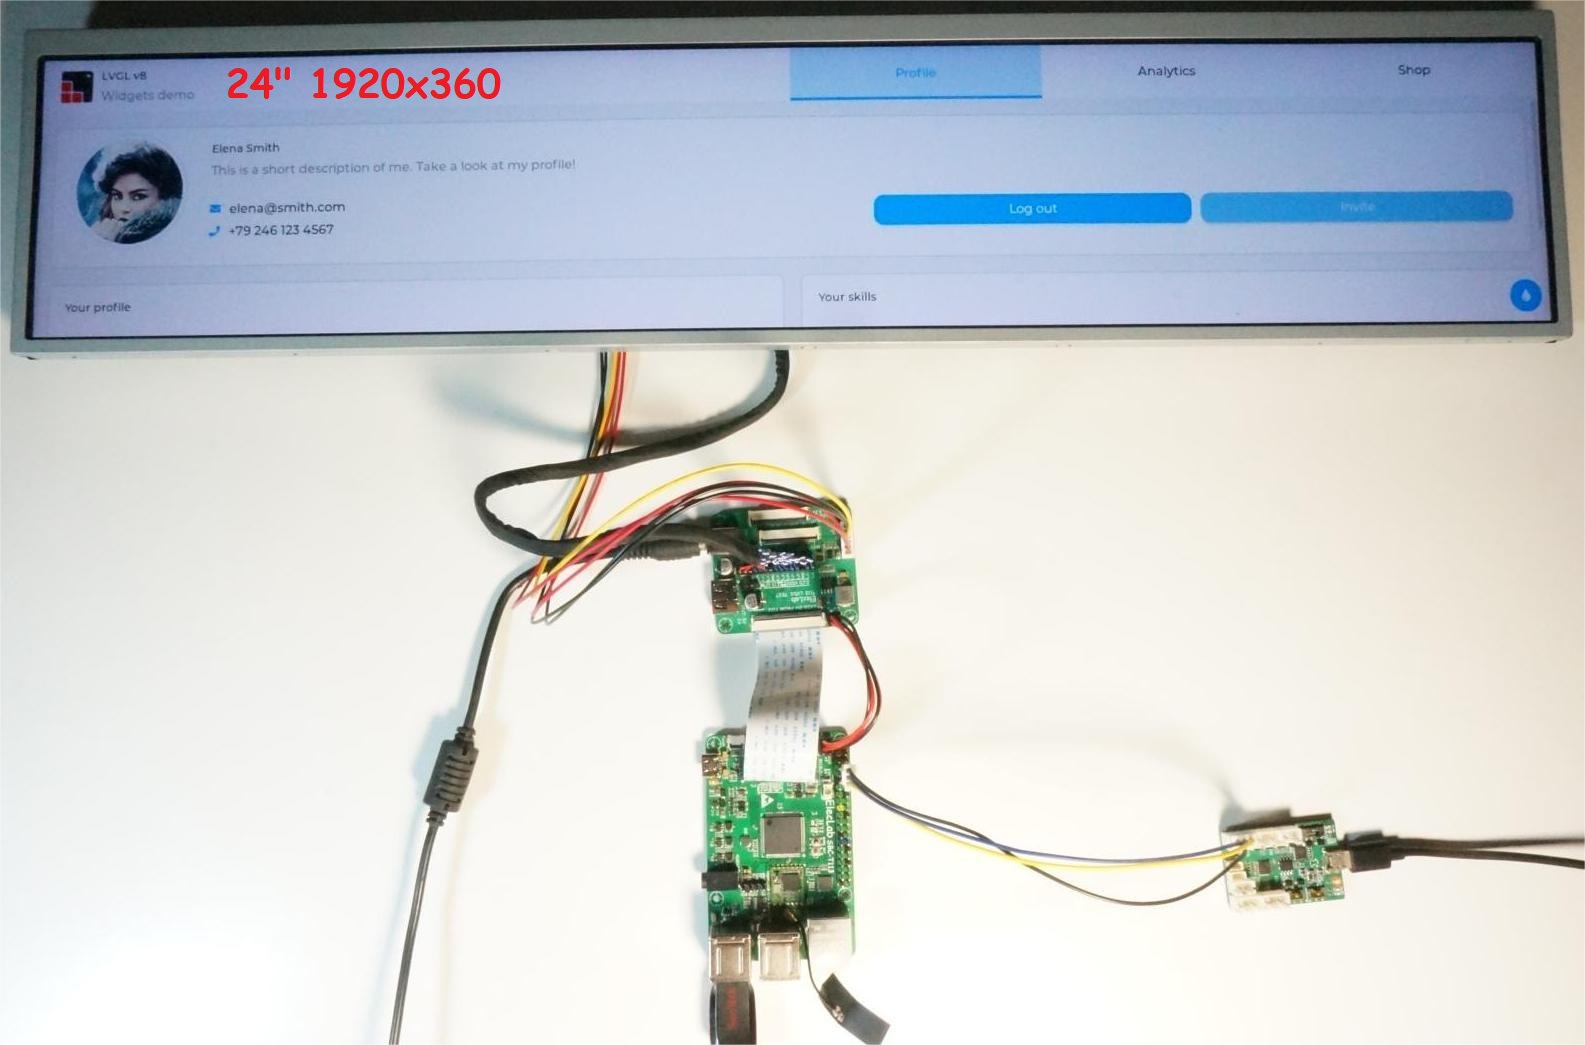 LVGL v8
Widgets demo
24" 1920x360
Profile
Analytics
Shop
Elena Smith
This is a short description of me. Take a look at my profile!
elena@smith.com
+79 246 123 4567
Log out
Invite
Your profile
Your skills
ElecLab
ElecLab